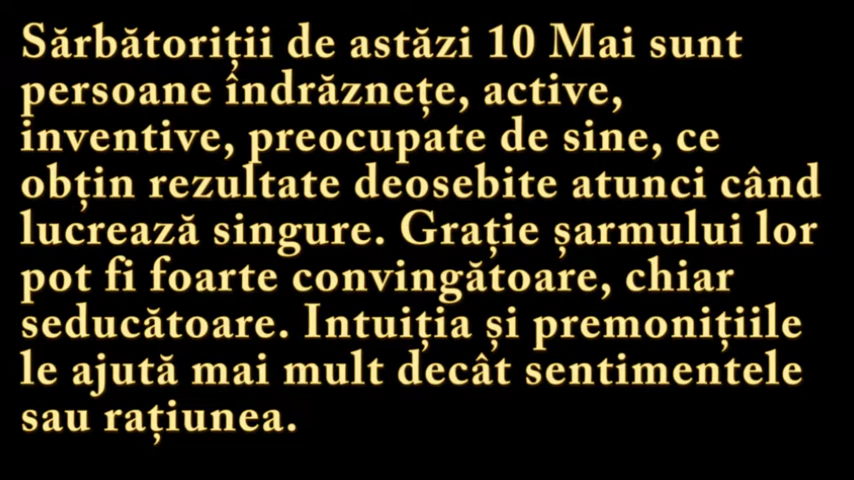 Sărbătoriții de astăzi 10 Mai sunt
persoane îndrăznețe, active,
inventive, preocupate de sine, ce
obțin rezultate deosebite atunci când
lucrează singure. Grație șarmului lor
pot fi foarte convingătoare, chiar
seducătoare. Intuiția și premonițiile
le ajută mai mult decât sentimentele
sau rațiunea.